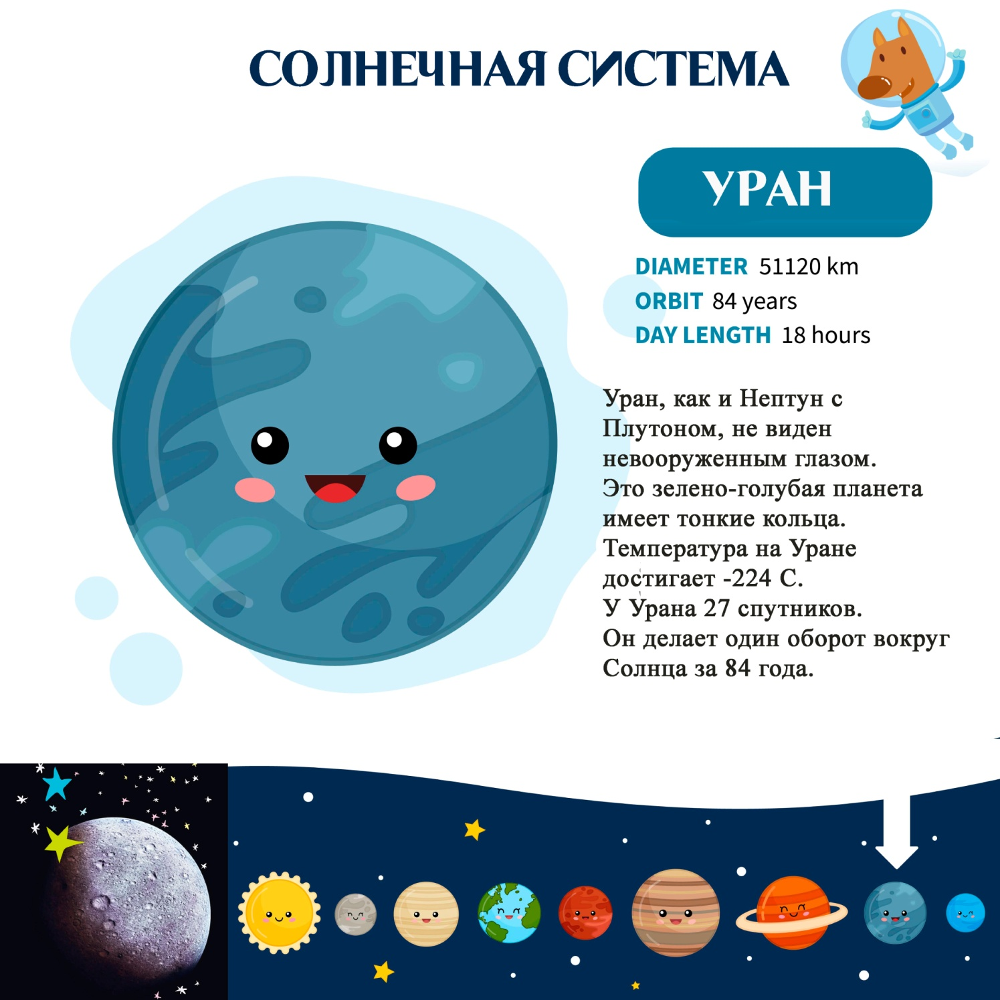 СОЛНЕЧНАЯ СИСТЕМА
УРАН
DIAMETER 51120 km
ORBIT 84 years
DAY LENGTH 18 hours
Уран, как и Нептун с
Плутоном, не виден
невооруженным глазом.
Это зелено-голубая планета
имеет тонкие кольца.
Температура на Уране
достигает -224 С.
У Урана 27 спутников.
Он делает один оборот вокруг
Солнца за 84 года.